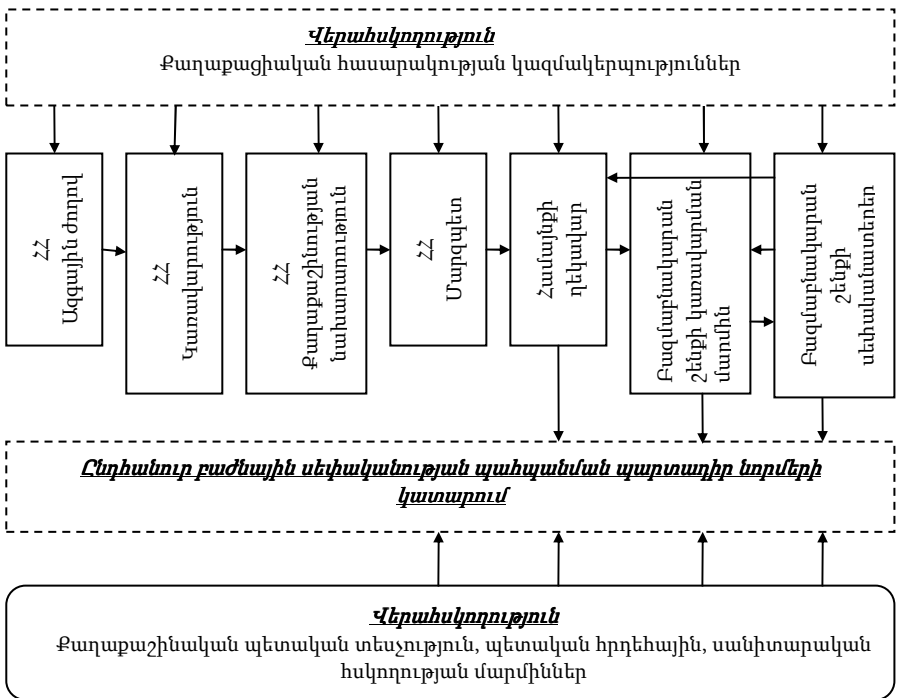 Վերահսկողություն
Քաղաքացիական հասարակության կազմակերպություններ
ՀՀ
Ազգային ժողով
ՀՀ
Կառավարություն
ՀՀ
Քաղաքաշինության
նախարարություն
ՀՀ
Մարզպետ
Համայնքի
ղեկավար
Բազմաբնակարան
շենքի կառավարման
մարմին
Բազմաբնակարան
շենքի
սեփականատերեր
Ընդհանուր բաժնային սեփականության պահպանման պարտադիր նորմերի
կատարում
Վերահսկողություն
Քաղաքաշինական պետական տեսչություն, պետական հրդեհային, սանիտարական
հսկողության մարմիններ